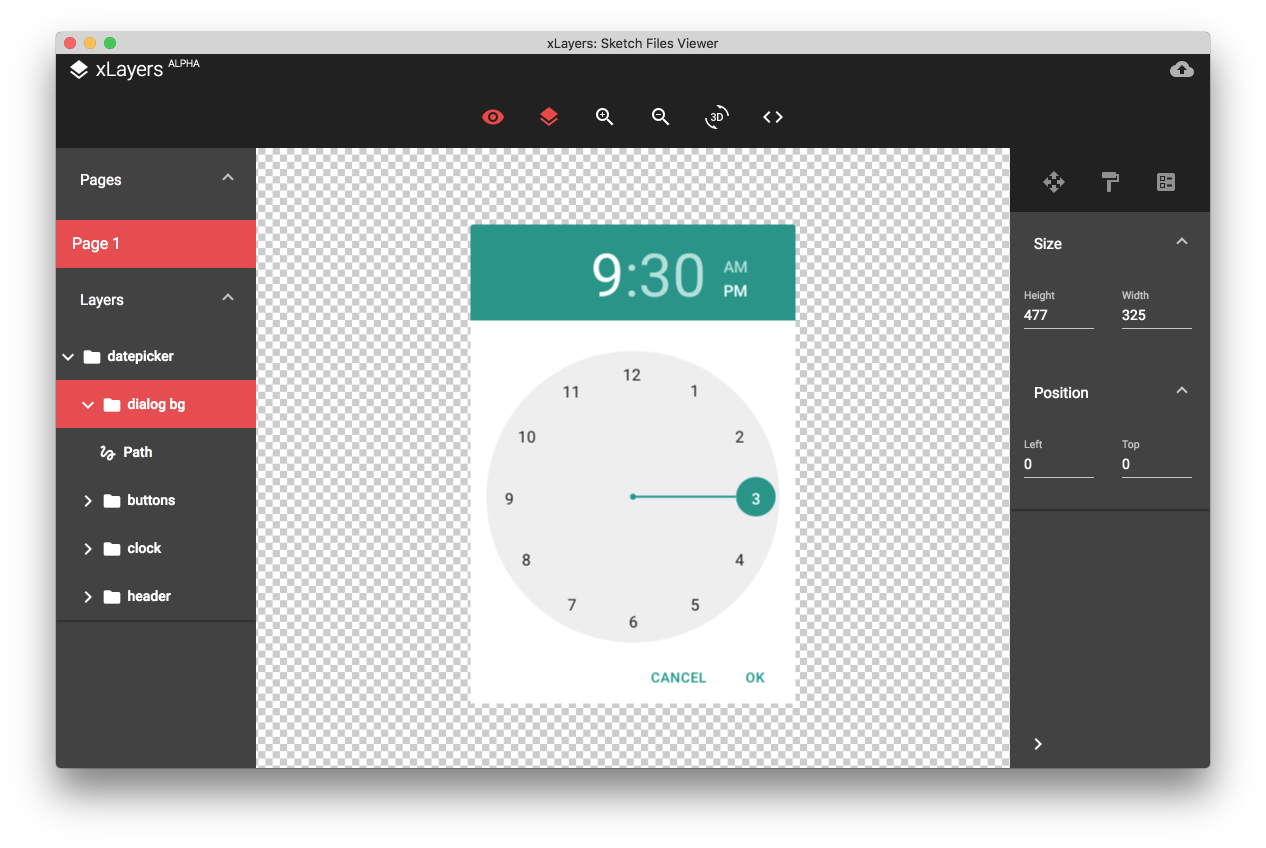 xLayers: Sketch Files Viewer
xLayers ALPHA
3D
Pages
Page 1
Layers
datepicker
dialog bg
Path
buttons
clock
header
9:30
AM
PM
12
1
2
3
4
5
6
7
8
9
10
11
CANCEL OK
Size
Height Width
477 325
Position
Left Top
0 0